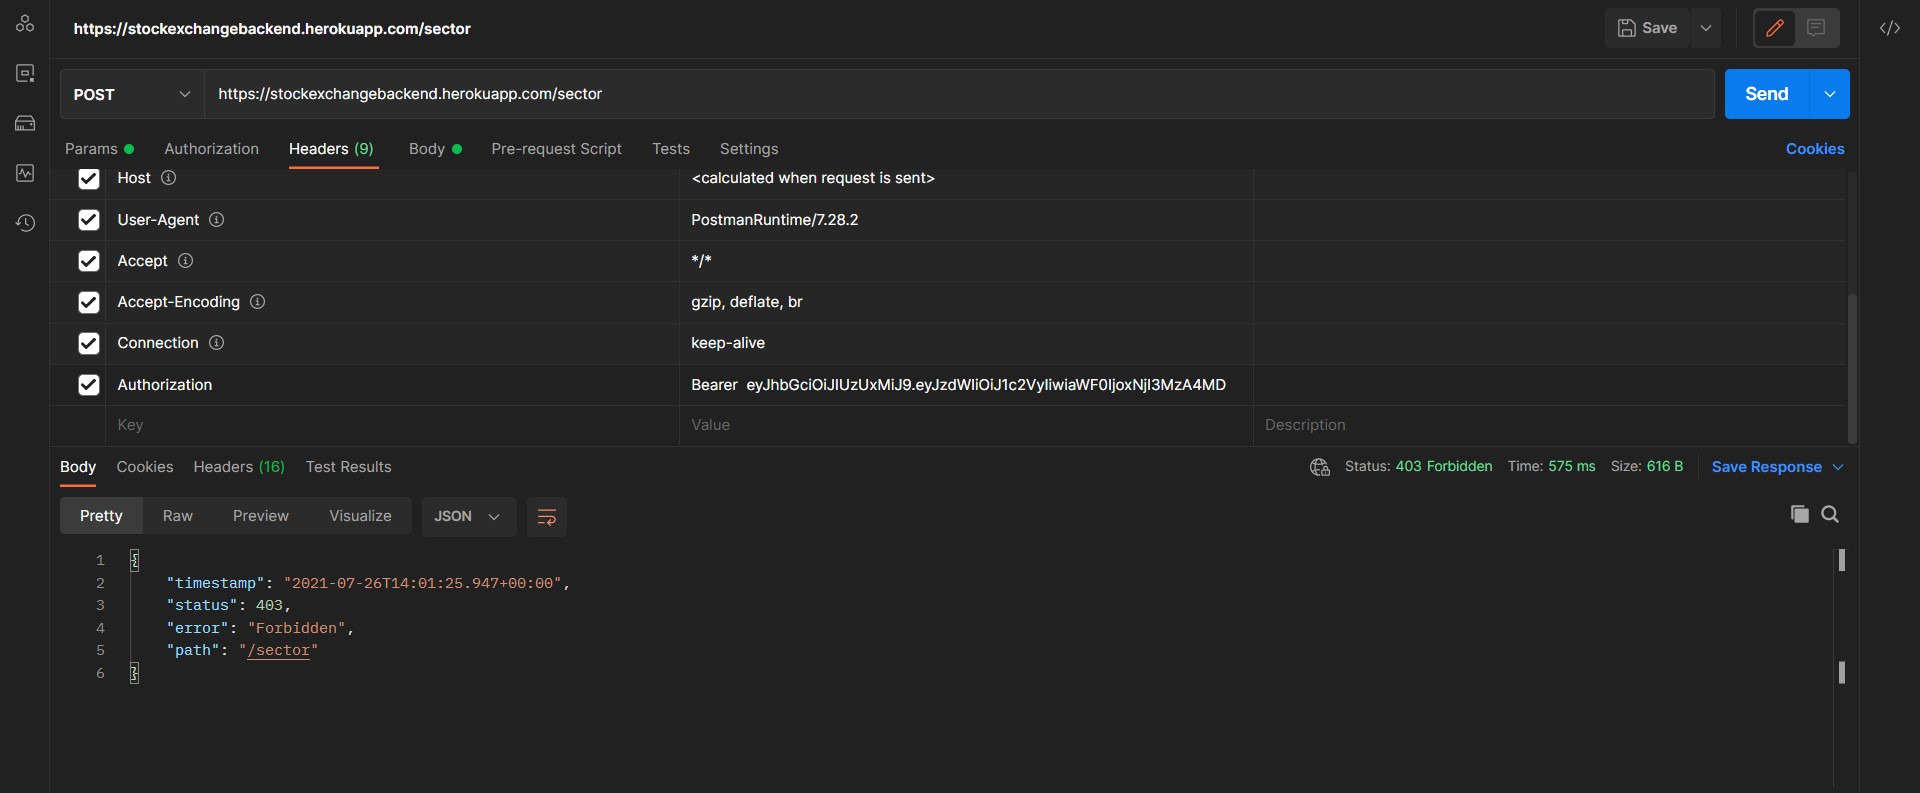 https://stockexchangebackend.herokuapp.com/sector
Save
POST
https://stockexchangebackend.herokuapp.com/sector
Send
Params
Authorization
Headers (9)
Body
Pre-request Script
Tests
Settings
Cookies
Host
<calculated when request is sent>
User-Agent
PostmanRuntime/7.28.2
Accept
*/*
Accept-Encoding
gzip, deflate, br
Connection
keep-alive
Authorization
Bearer eyJhbGciOiJIUzUxMiJ9.eyJzdWIiOiJ1c2VyIiwiaWF0IjoxNjI3MzA4MD
Key
Value
Description
Body
Cookies
Headers (16)
Test Results
Status: 403 Forbidden
Time: 575 ms
Size: 616 B
Save Response
Pretty
Raw
Preview
Visualize
JSON
1 {
2 "timestamp": "2021-07-26T14:01:25.947+00:00",
3 "status": 403,
4 "error": "Forbidden",
5 "path": "/sector"
6 }